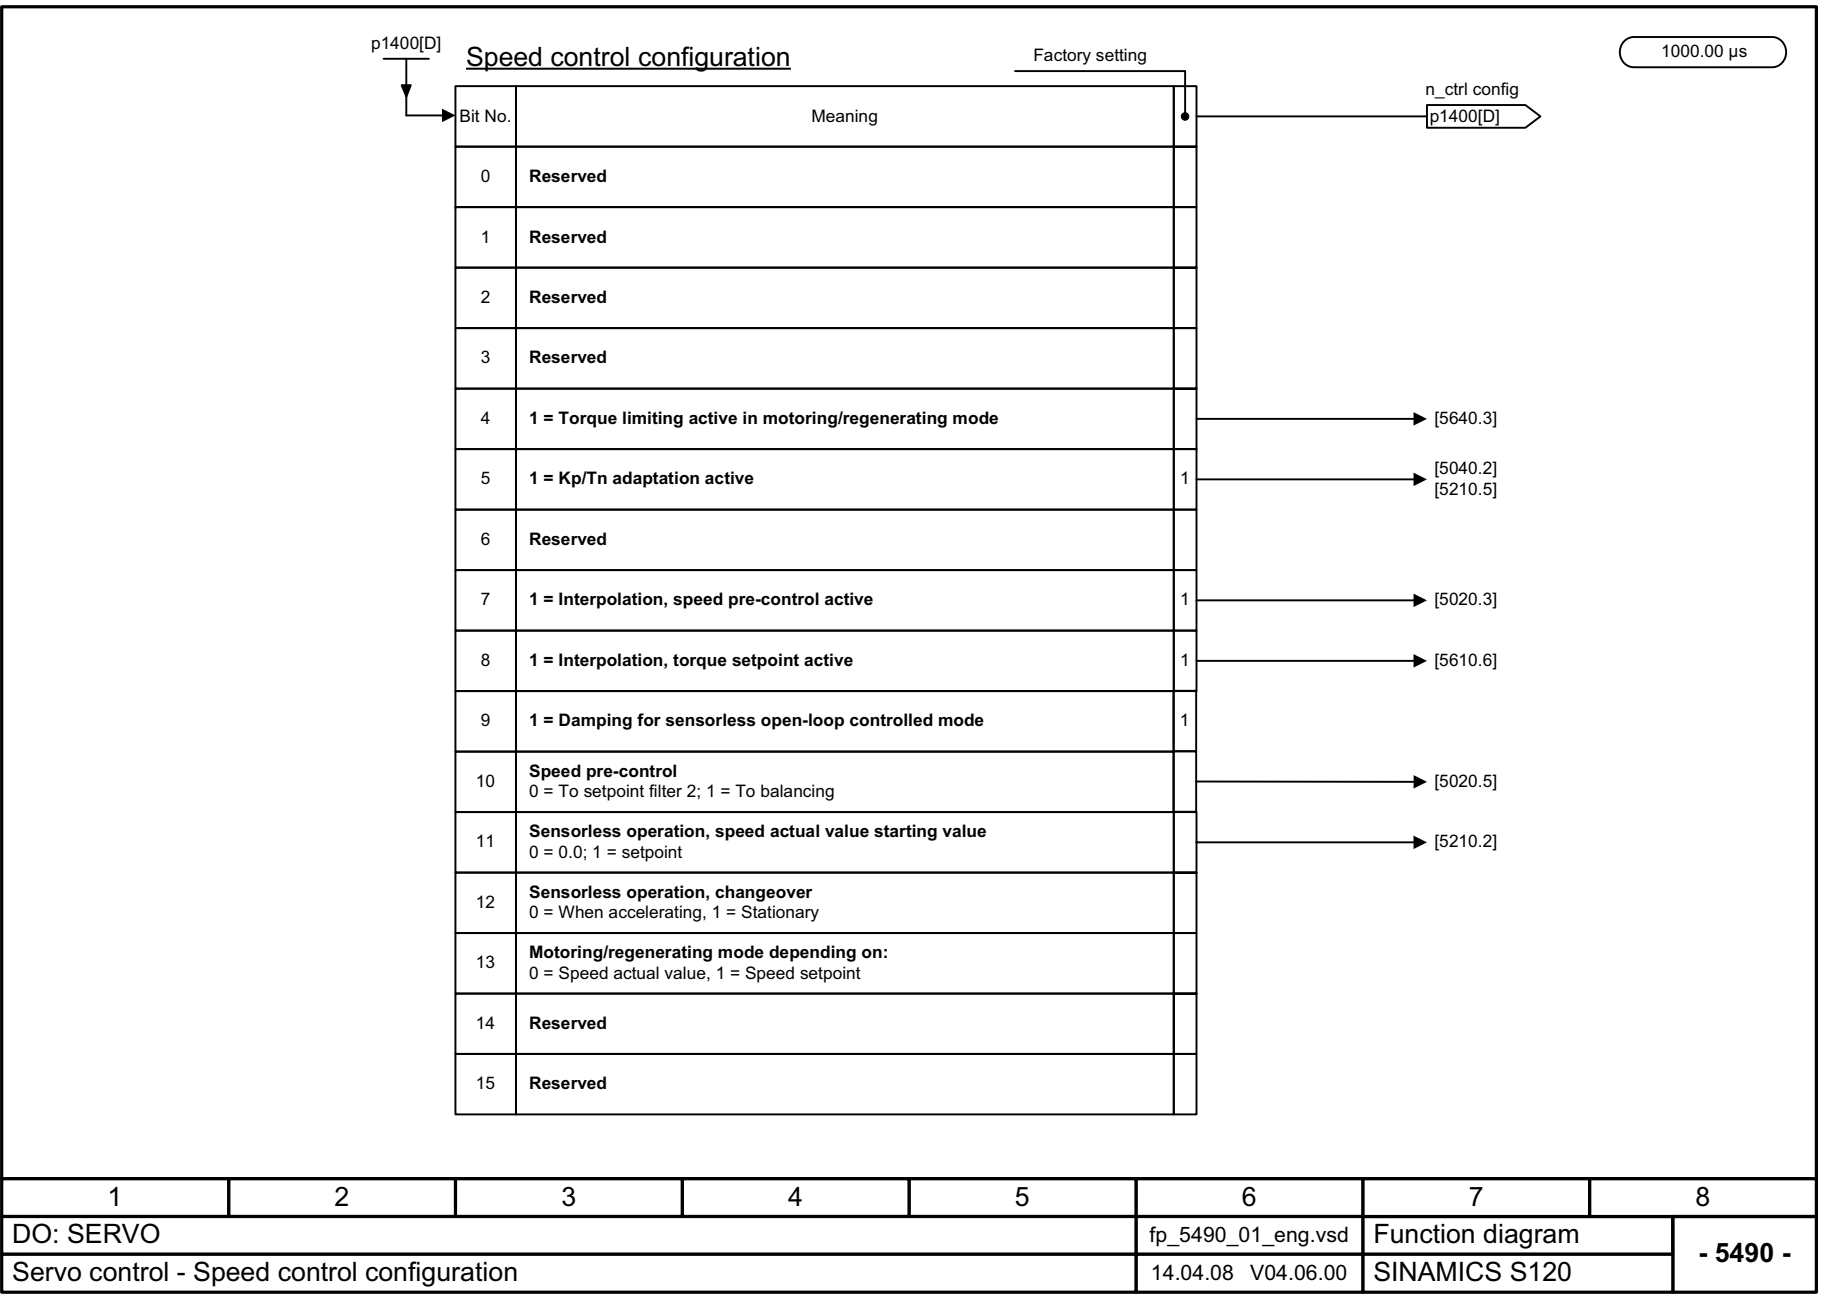 p1400[D]
Speed control configuration
Factory setting
1000.00 µs
n_ctrl config
p1400[D]
Bit No. Meaning
0 Reserved
1 Reserved
2 Reserved
3 Reserved
4 1 = Torque limiting active in motoring/regenerating mode [5640.3]
5 1 = Kp/Tn adaptation active 1 [5040.2]
[5210.5]
6 Reserved
7 1 = Interpolation, speed pre-control active 1 [5020.3]
8 1 = Interpolation, torque setpoint active 1 [5610.6]
9 1 = Damping for sensorless open-loop controlled mode 1
10 Speed pre-control
0 = To setpoint filter 2; 1 = To balancing [5020.5]
11 Sensorless operation, speed actual value starting value
0 = 0.0; 1 = setpoint [5210.2]
12 Sensorless operation, changeover
0 = When accelerating, 1 = Stationary
13 Motoring/regenerating mode depending on:
0 = Speed actual value, 1 = Speed setpoint
14 Reserved
15 Reserved
1 2 3 4 5 6 7 8
DO: SERVO fp_5490_01_eng.vsd Function diagram
- 5490 -
Servo control - Speed control configuration 14.04.08 V04.06.00 SINAMICS S120